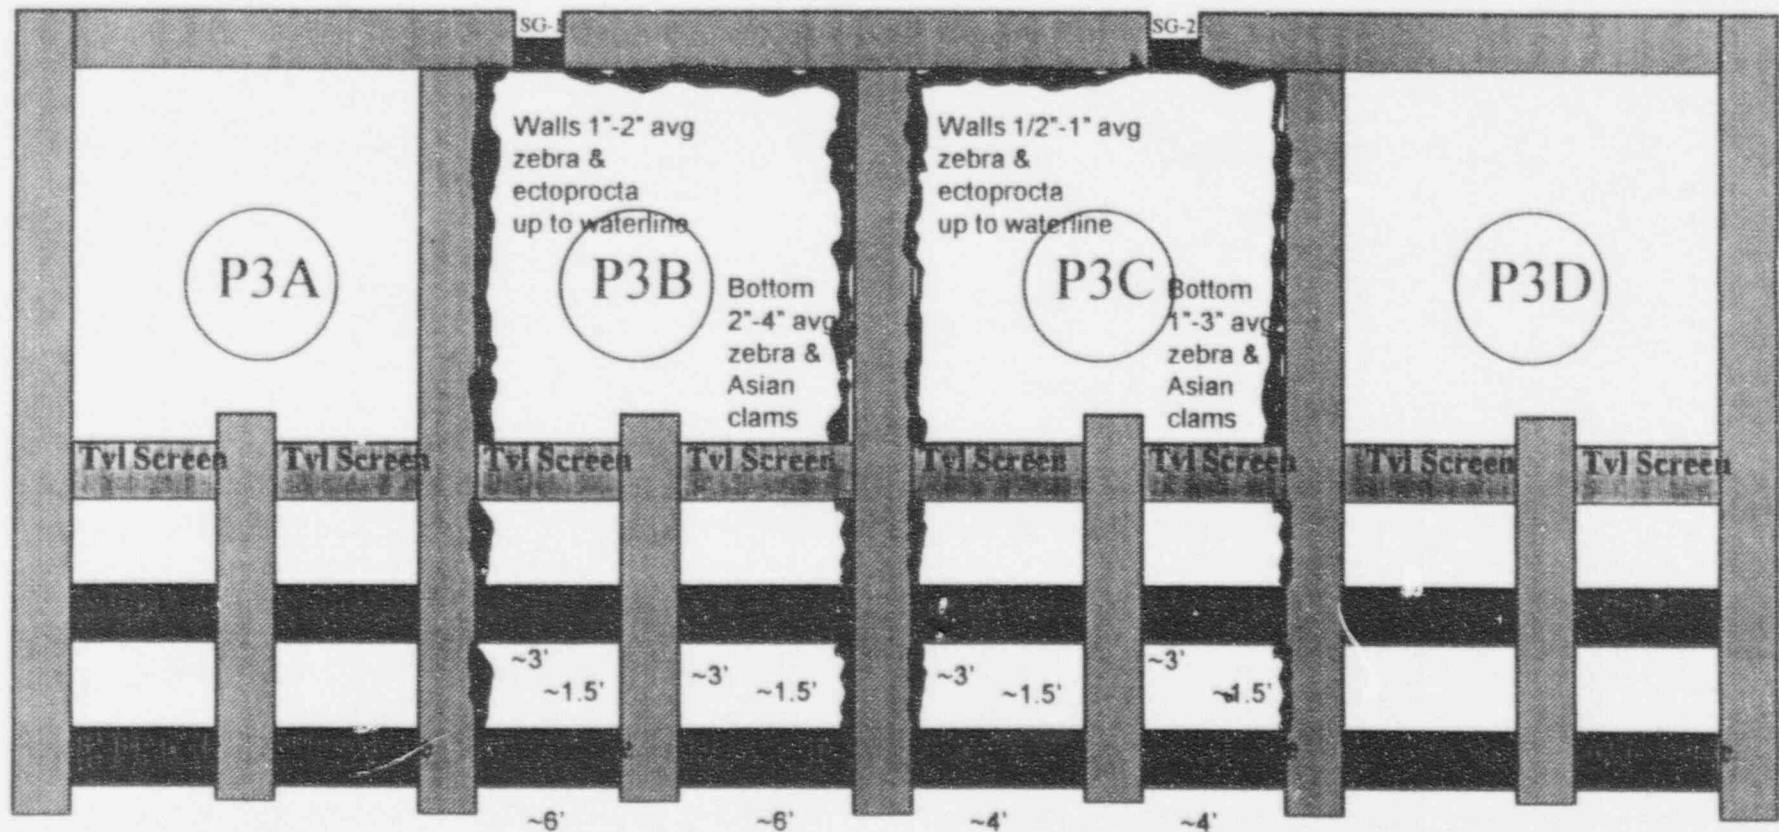 SG-1
SG-2
Walls 1"-2" avg
zebra &
ectoprocta
up to waterline
Walls 1/2"-1" avg
zebra &
ectoprocta
up to waterline
P3A
P3B
Bottom
2"-4" avg
zebra &
Asian
clams
P3C
Bottom
1"-3" avg
zebra &
Asian
clams
P3D
Tvl Screen
Tvl Screen
Tvl Screen
Tvl Screen
Tvl Screen
Tvl Screen
Tvl Screen
Tvl Screen
~3'
~1.5'
~3'
~1.5'
~3'
~1.5'
~3'
~1.5'
~6'
~6'
~4'
~4'